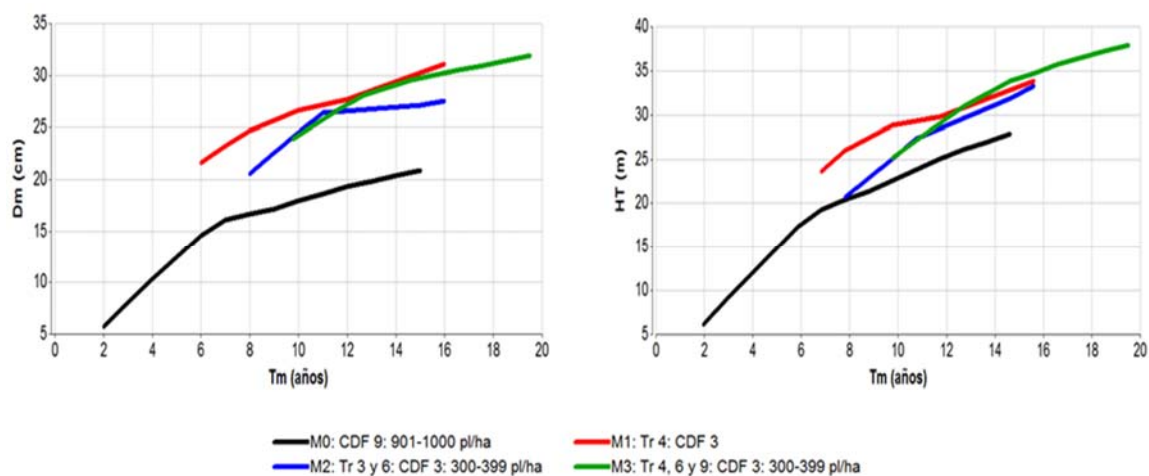 35
30
25
20
15
10
5
Dm (cm)
0 2 4 6 8 10 12 14 16 18 20
Tm (años)
40
35
30
25
20
15
10
5
HT (m)
0 2 4 6 8 10 12 14 16 18 20
Tm (años)
M0: CDF 9: 901-1000 pl/ha
M1: Tr 4: CDF 3
M2: Tr 3 y 6: CDF 3: 300-399 pl/ha
M3: Tr 4, 6 y 9: CDF 3: 300-399 pl/ha